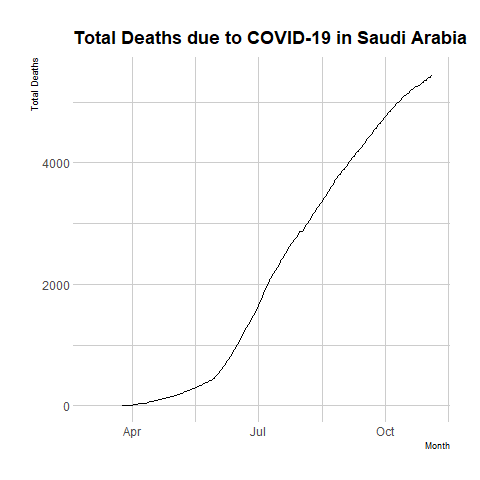 Total Deaths due to COVID-19 in Saudi Arabia
Total Deaths
4000
2000
0
Apr Jul Oct
Month